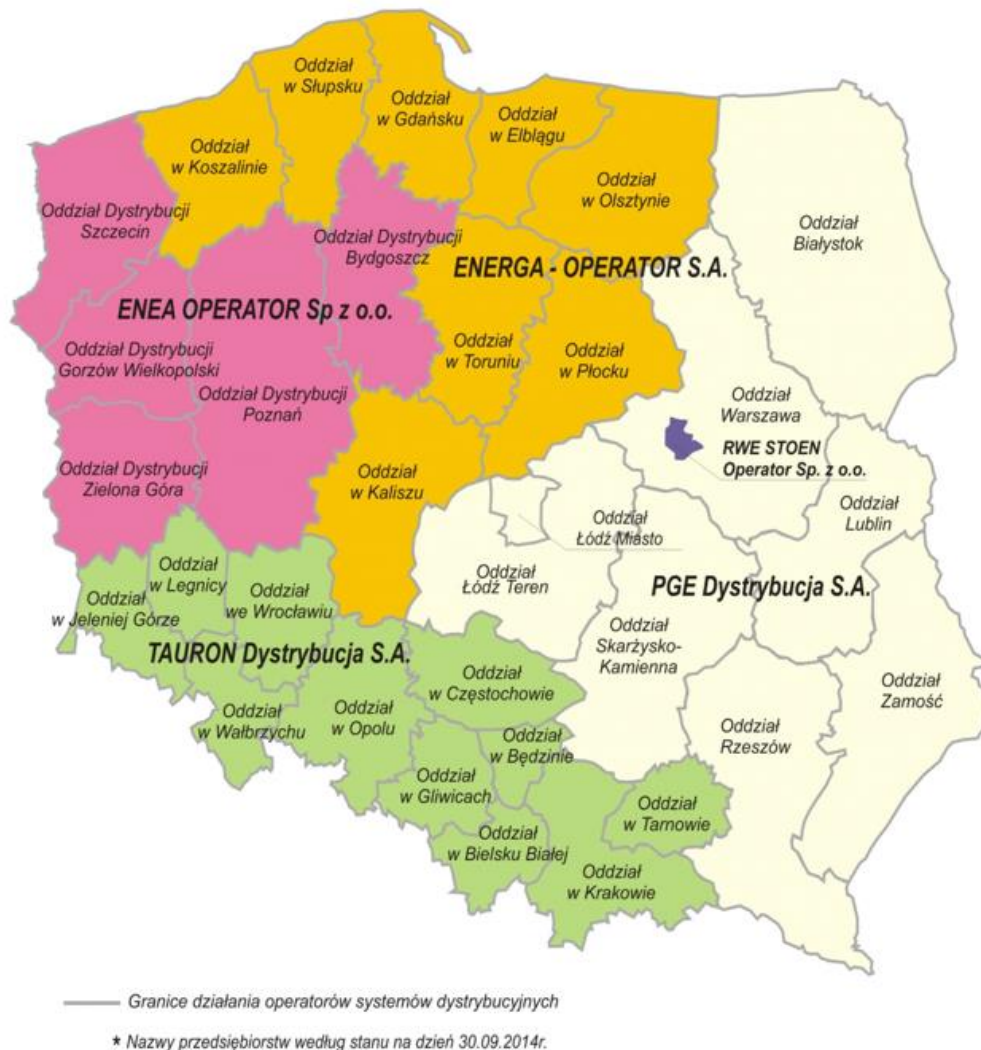 Oddział
w Słupsku
Oddział
w Gdańsku
Oddział
w Koszalinie
Oddział
w Elblągu
Oddział
w Olsztynie
Oddział
Białystok
Oddział Dystrybucji
Szczecin
Oddział Dystrybucji
Bydgoszcz
ENERGA - OPERATOR S.A.
ENEA OPERATOR Sp z o.o.
Oddział
w Toruniu
Oddział
w Płocku
Oddział Dystrybucji
Gorzów Wielkopolski
Oddział Dystrybucji
Poznań
Oddział
Warszawa
RWE STOEN
Operator Sp. z o.o.
Oddział Dystrybucji
Zielona Góra
Oddział
w Kaliszu
Oddział
Lublin
Oddział
Łódź Miasto
Oddział
w Legnicy
Oddział
Łódź Teren
PGE Dystrybucja S.A.
Oddział
w Jeleniej Górze
Oddział
we Wrocławiu
TAURON Dystrybucja S.A.
Oddział
Skarżysko-
Kamienna
Oddział
w Częstochowie
Oddział
Zamość
Oddział
w Wałbrzychu
Oddział
w Opolu
Oddział
w Będzinie
Oddział
Rzeszów
Oddział
w Gliwicach
Oddział
w Tarnowie
Oddział
w Bielsku Białej
Oddział
w Krakowie
Granice działania operatorów systemów dystrybucyjnych
* Nazwy przedsiębiorstw według stanu na dzień 30.09.2014r.